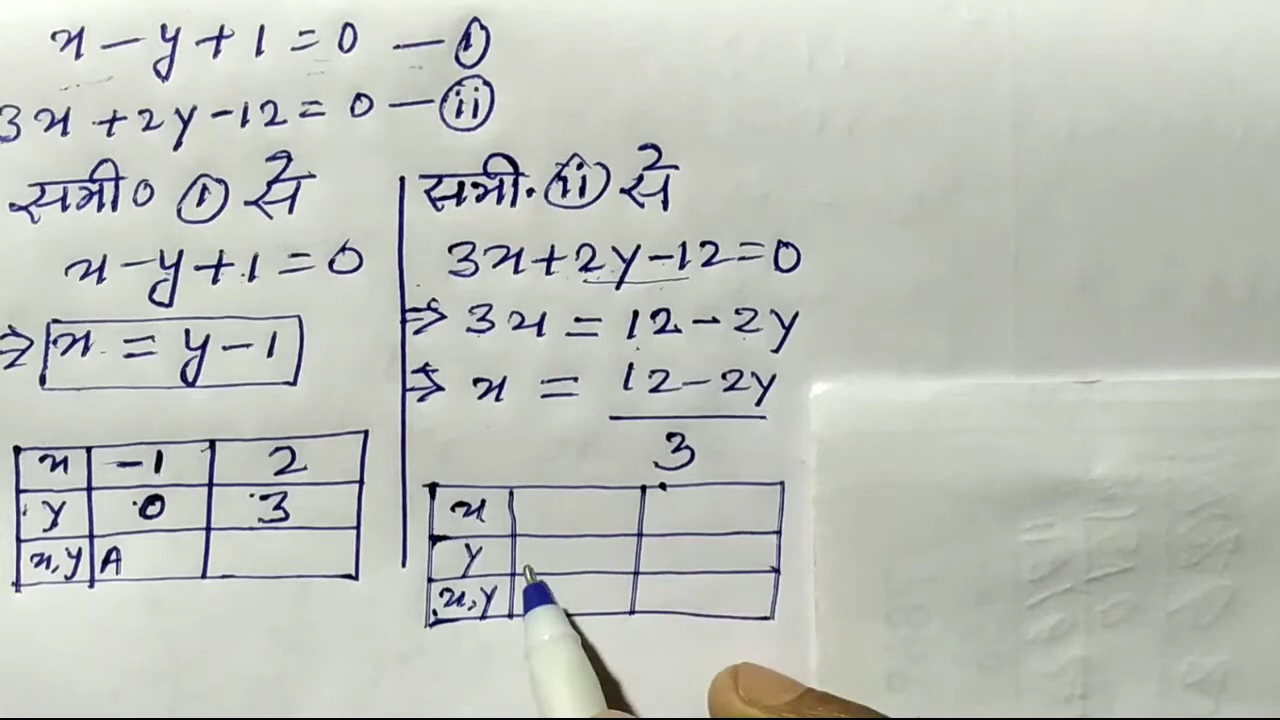 x - y + 1 = 0 — (i)
3x + 2y - 12 = 0 — (ii)
समी० (i) से
x - y + 1 = 0
⇒ x = y - 1
x -1 2
y 0 3
x,y A
समी. (ii) से
3x + 2y - 12 = 0
⇒ 3x = 12 - 2y
⇒ x = 12 - 2y
3
x
y
x,y